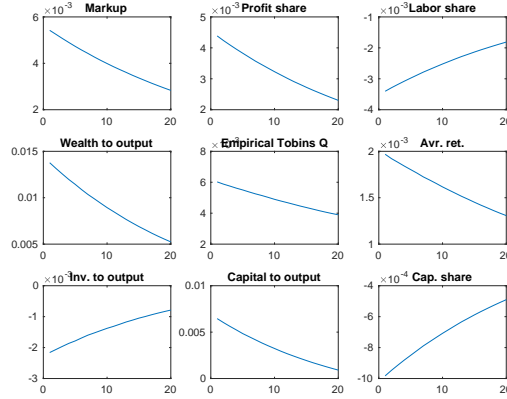 ×10⁻³ Markup
6
4
2
0 10 20
×10⁻³ Profit share
5
4
3
2
0 10 20
×10⁻³ Labor share
-1
-2
-3
-4
0 10 20
Wealth to output
0.015
0.01
0.005
0 10 20
×10⁻³ Empirical Tobins Q
8
6
4
2
0 10 20
×10⁻³ Avr. ret.
2
1.5
1
0 10 20
×10⁻³ Inv. to output
0
-1
-2
-3
0 10 20
Capital to output
0.01
0.005
0
0 10 20
×10⁻⁴ Cap. share
-4
-6
-8
-10
0 10 20